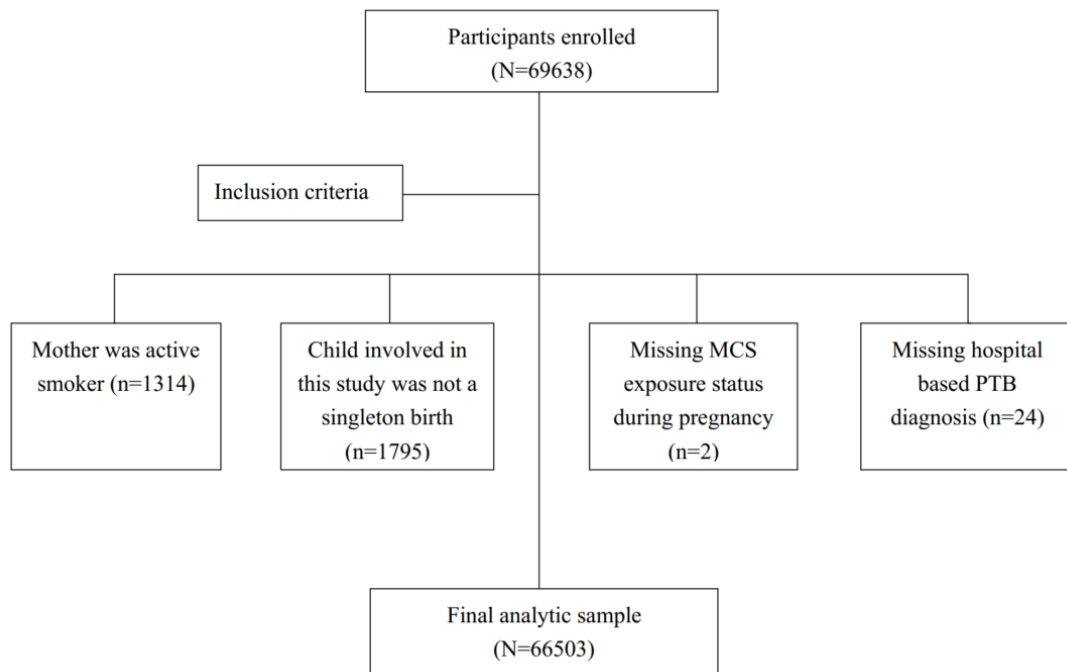 Participants enrolled
(N=69638)
Inclusion criteria
Mother was active
smoker (n=1314)
Child involved in
this study was not a
singleton birth
(n=1795)
Missing MCS
exposure status
during pregnancy
(n=2)
Missing hospital
based PTB
diagnosis (n=24)
Final analytic sample
(N=66503)